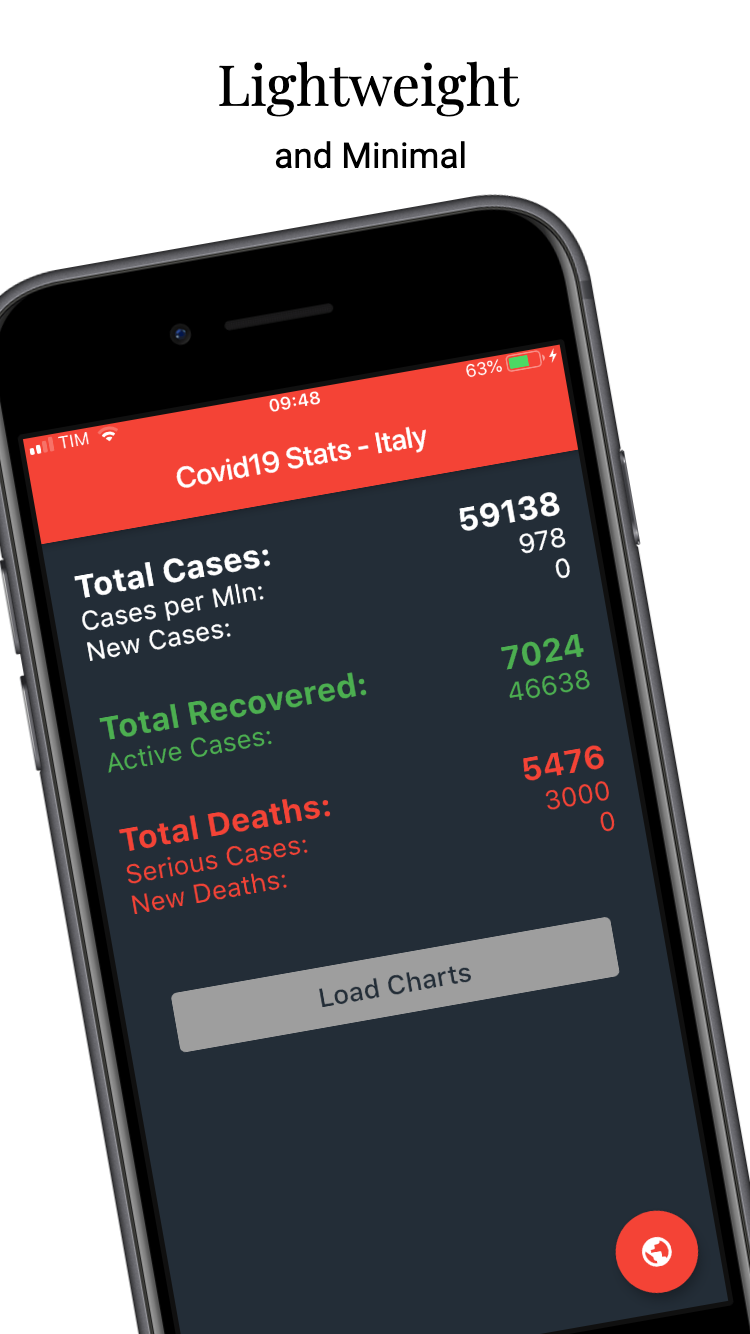 Lightweight
and Minimal
TIM 09:48 63%
Covid19 Stats - Italy
Total Cases: 59138
Cases per Mln: 978
New Cases: 0
Total Recovered: 7024
Active Cases: 46638
Total Deaths: 5476
Serious Cases: 3000
New Deaths: 0
Load Charts